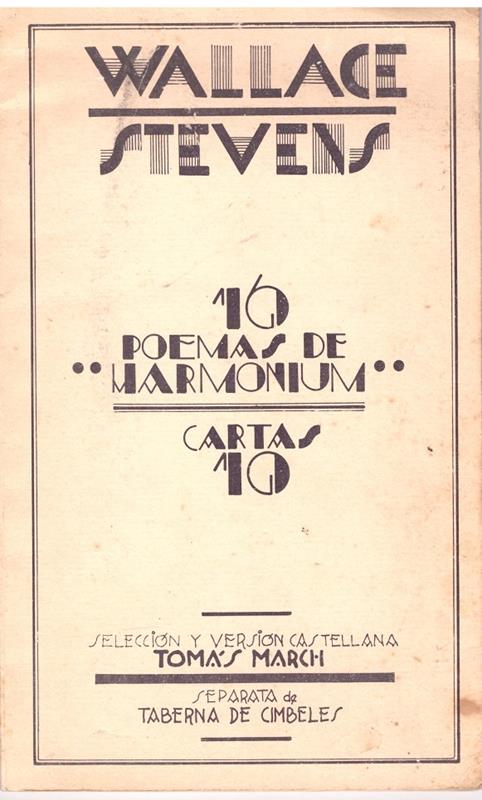 WALLACE
STEVENS
16
POEMAS DE
"HARMONIUM"
CARTAS
10
SELECCIÓN Y VERSIÓN CASTELLANA
TOMÁS MARCH
SEPARATA de
TABERNA DE CIMBELES